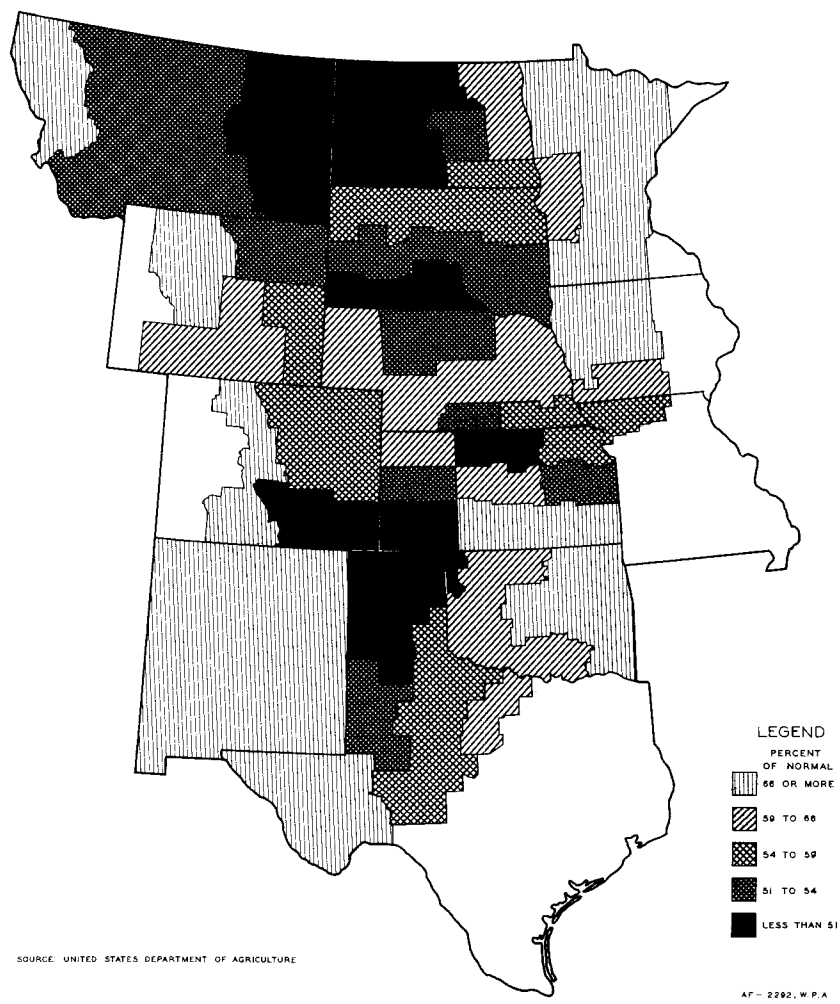 LEGEND
PERCENT
OF NORMAL
66 OR MORE
59 TO 66
54 TO 59
51 TO 54
LESS THAN 51
SOURCE: UNITED STATES DEPARTMENT OF AGRICULTURE
AF - 2292, W.P.A.